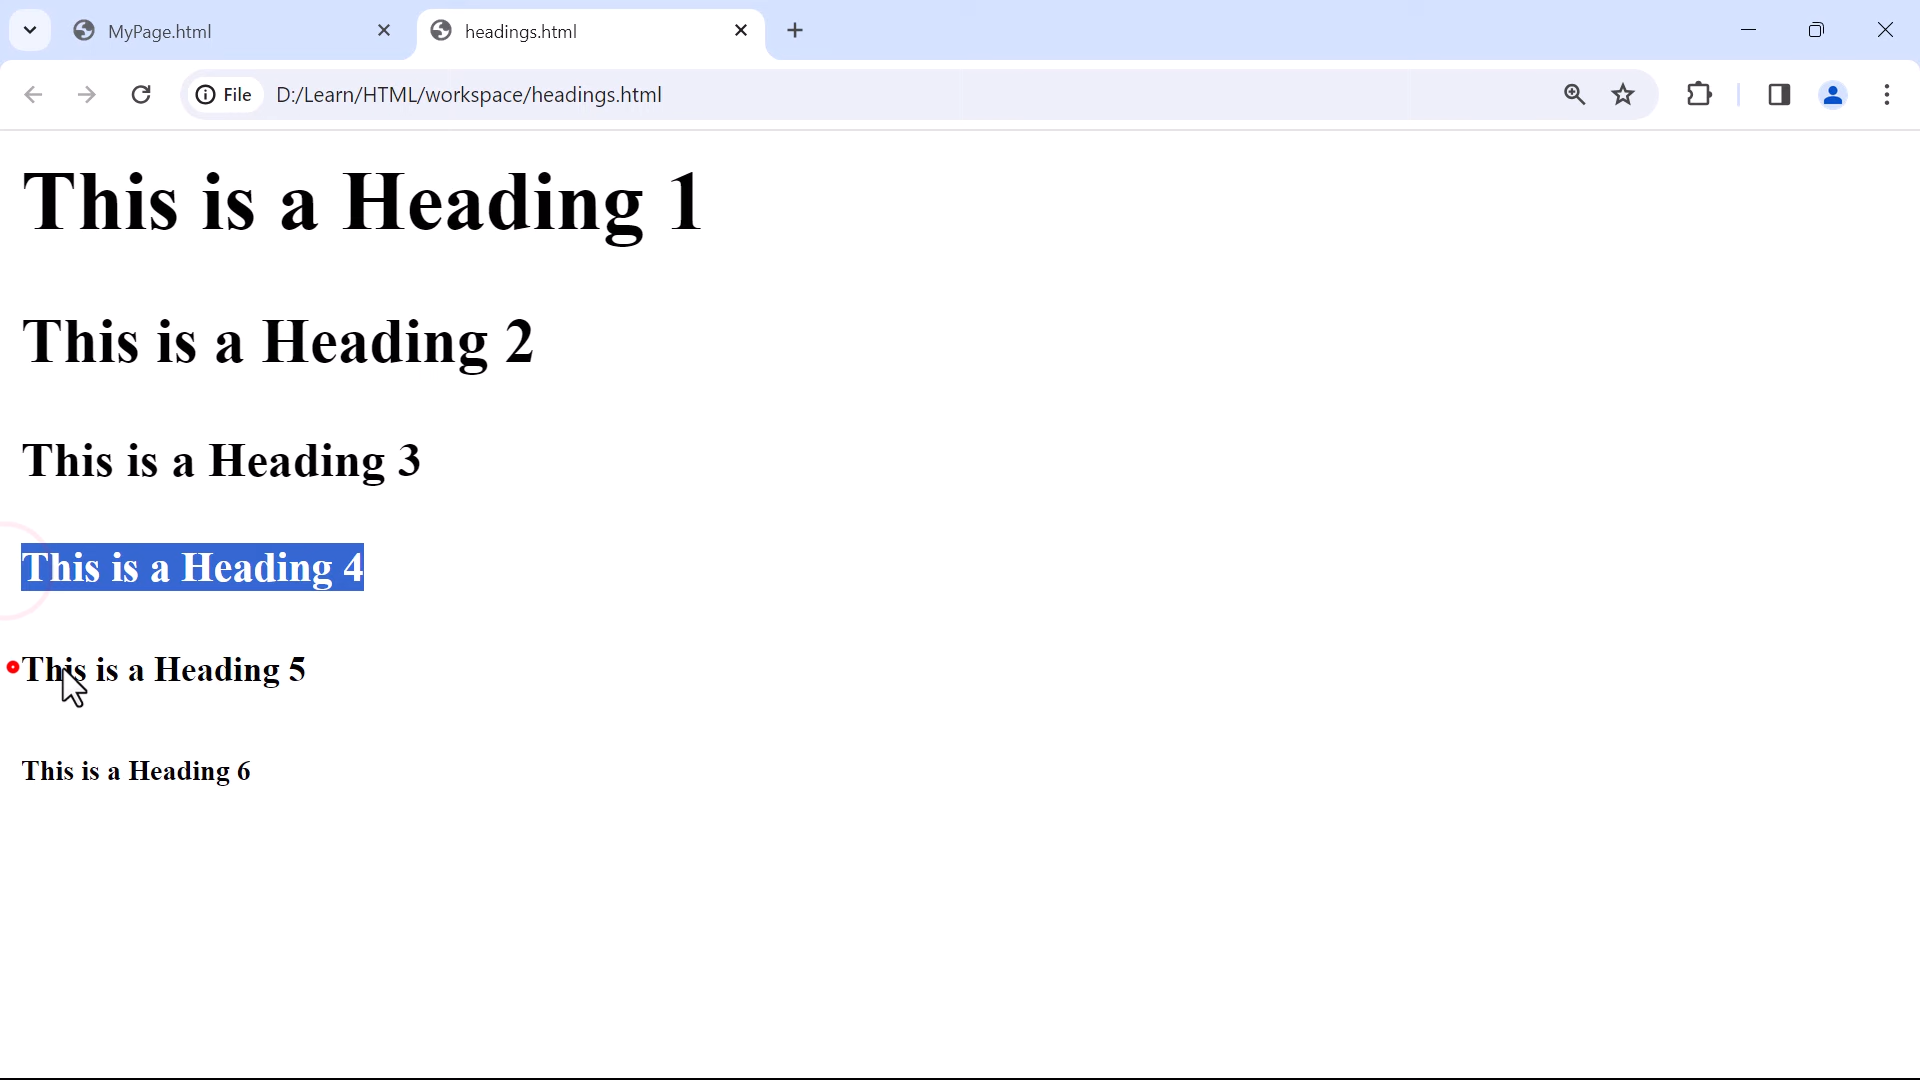 MyPage.html
headings.html
File D:/Learn/HTML/workspace/headings.html
This is a Heading 1
This is a Heading 2
This is a Heading 3
This is a Heading 4
This is a Heading 5
This is a Heading 6